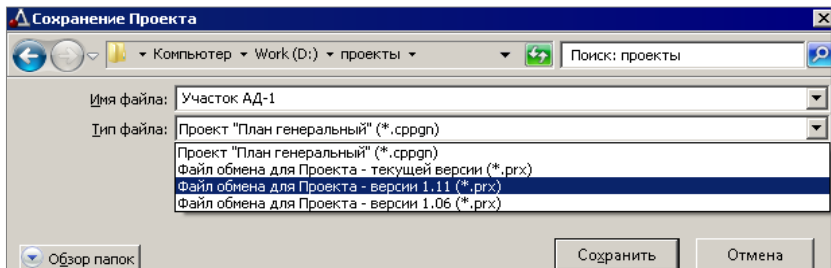 Сохранение Проекта
Компьютер Work (D:) проекты Поиск: проекты
Имя файла: Участок АД-1
Тип файла: Проект "План генеральный" (*.cppgn)
Проект "План генеральный" (*.cppgn)
Файл обмена для Проекта - текущей версии (*.prx)
Файл обмена для Проекта - версии 1.11 (*.prx)
Файл обмена для Проекта - версии 1.06 (*.prx)
Обзор папок Сохранить Отмена